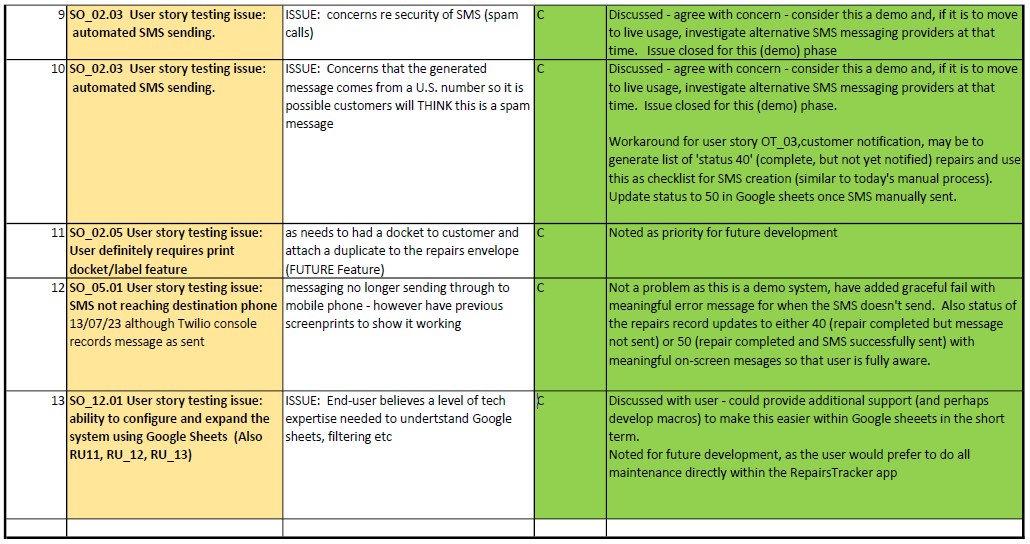 9 SO_02.03 User story testing issue:
automated SMS sending.
ISSUE: concerns re security of SMS (spam
calls)
C
Discussed - agree with concern - consider this a demo and, if it is to move
to live usage, investigate alternative SMS messaging providers at that
time. Issue closed for this (demo) phase
10 SO_02.03 User story testing issue:
automated SMS sending.
ISSUE: Concerns that the generated
message comes from a U.S. number so it is
possible customers will THINK this is a spam
message
C
Discussed - agree with concern - consider this a demo and, if it is to move
to live usage, investigate alternative SMS messaging providers at that
time. Issue closed for this (demo) phase.
Workaround for user story OT_03,customer notification, may be to
generate list of 'status 40' (complete, but not yet notified) repairs and use
this as checklist for SMS creation (similar to today's manual process).
Update status to 50 in Google sheets once SMS manually sent.
11 SO_02.05 User story testing issue:
User definitely requires print
docket/label feature
as needs to had a docket to customer and
attach a duplicate to the repairs envelope
(FUTURE Feature)
C
Noted as priority for future development
12 SO_05.01 User story testing issue:
SMS not reaching destination phone
13/07/23 although Twilio console
records message as sent
messaging no longer sending through to
mobile phone - however have previous
screenprints to show it working
C
Not a problem as this is a demo system, have added graceful fail with
meaningful error message for when the SMS doesn't send. Also status of
the repairs record updates to either 40 (repair completed but message
not sent) or 50 (repair completed and SMS successfully sent) with
meaningful on-screen mesages so that user is fully aware.
13 SO_12.01 User story testing issue:
ability to configure and expand the
system using Google Sheets (Also
RU11, RU_12, RU_13)
ISSUE: End-user believes a level of tech
expertise needed to undertstand Google
sheets, filtering etc
C
Discussed with user - could provide additional support (and perhaps
develop macros) to make this easier within Google sheeets in the short
term.
Noted for future development, as the user would prefer to do all
maintenance directly within the RepairsTracker app